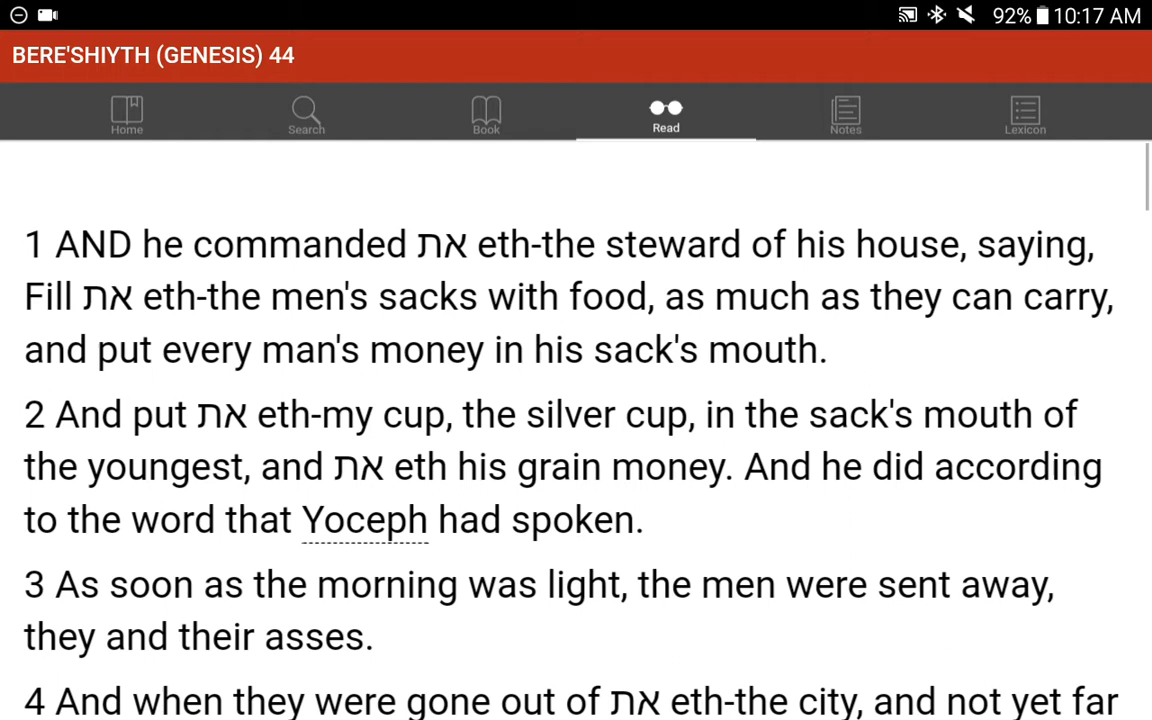 92% 10:17 AM
BERE'SHIYTH (GENESIS) 44
Home Search Book Read Notes Lexicon
1 AND he commanded את eth-the steward of his house, saying,
Fill את eth-the men's sacks with food, as much as they can carry,
and put every man's money in his sack's mouth.
2 And put את eth-my cup, the silver cup, in the sack's mouth of
the youngest, and את eth his grain money. And he did according
to the word that Yoceph had spoken.
3 As soon as the morning was light, the men were sent away,
they and their asses.
4 And when they were gone out of את eth-the city, and not yet far